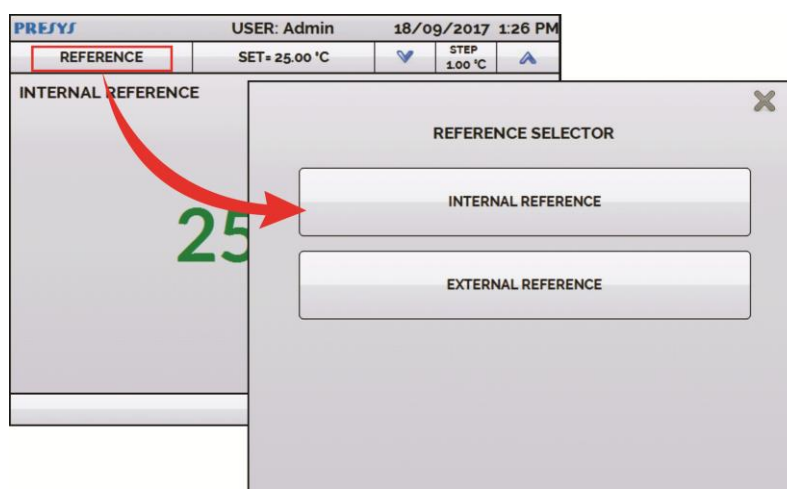 PRESYS USER: Admin 18/09/2017 1:26 PM
REFERENCE SET= 25.00 °C STEP
1.00 °C
INTERNAL REFERENCE
25
REFERENCE SELECTOR
INTERNAL REFERENCE
EXTERNAL REFERENCE